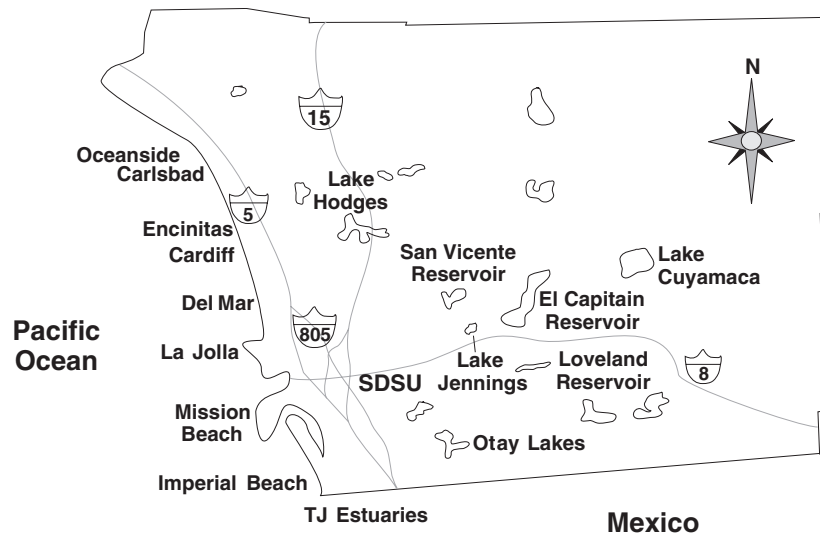 N
15
Oceanside
Carlsbad
Lake
Hodges
5
Encinitas
Cardiff
San Vicente
Reservoir
Lake
Cuyamaca
Del Mar
El Capitain
Reservoir
805
Pacific
Ocean
La Jolla
SDSU
Lake
Jennings
Loveland
Reservoir
8
Mission
Beach
Otay Lakes
Imperial Beach
TJ Estuaries
Mexico